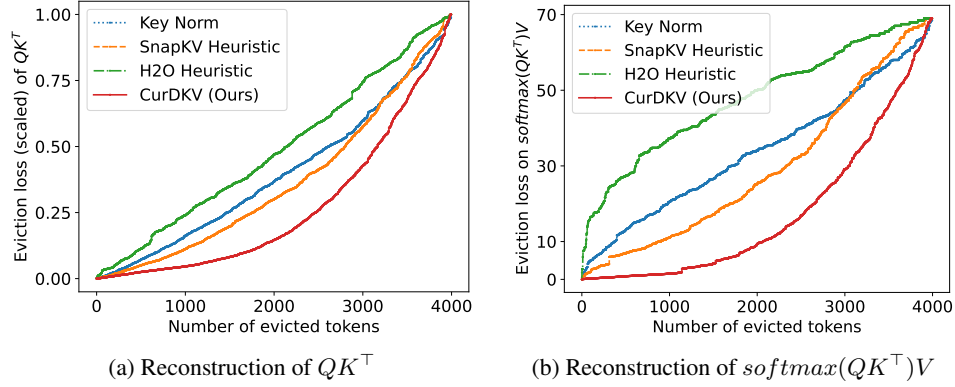 Eviction loss (scaled) of QK^T
1.00
0.75
0.50
0.25
0.00
Key Norm
SnapKV Heuristic
H2O Heuristic
CurDKV (Ours)
0 1000 2000 3000 4000
Number of evicted tokens
(a) Reconstruction of QK^⊤
Eviction loss on softmax(QK^T)V
70
50
30
10
0
Key Norm
SnapKV Heuristic
H2O Heuristic
CurDKV (Ours)
0 1000 2000 3000 4000
Number of evicted tokens
(b) Reconstruction of softmax(QK^⊤)V